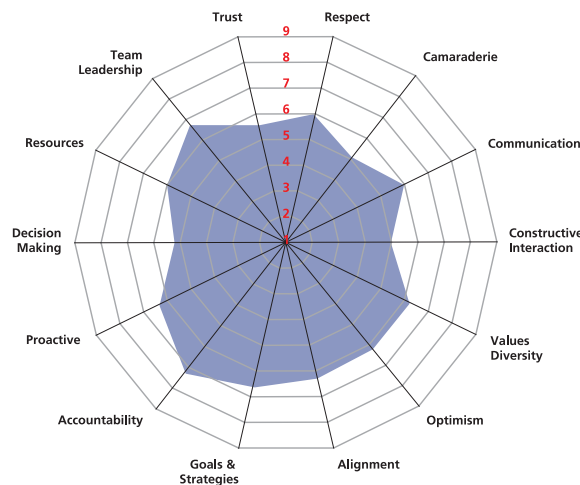 Trust
Respect
Team
Leadership
Camaraderie
Resources
Communication
Decision
Making
Constructive
Interaction
Proactive
Values
Diversity
Accountability
Optimism
Goals &
Strategies
Alignment
9
8
7
6
5
4
3
2